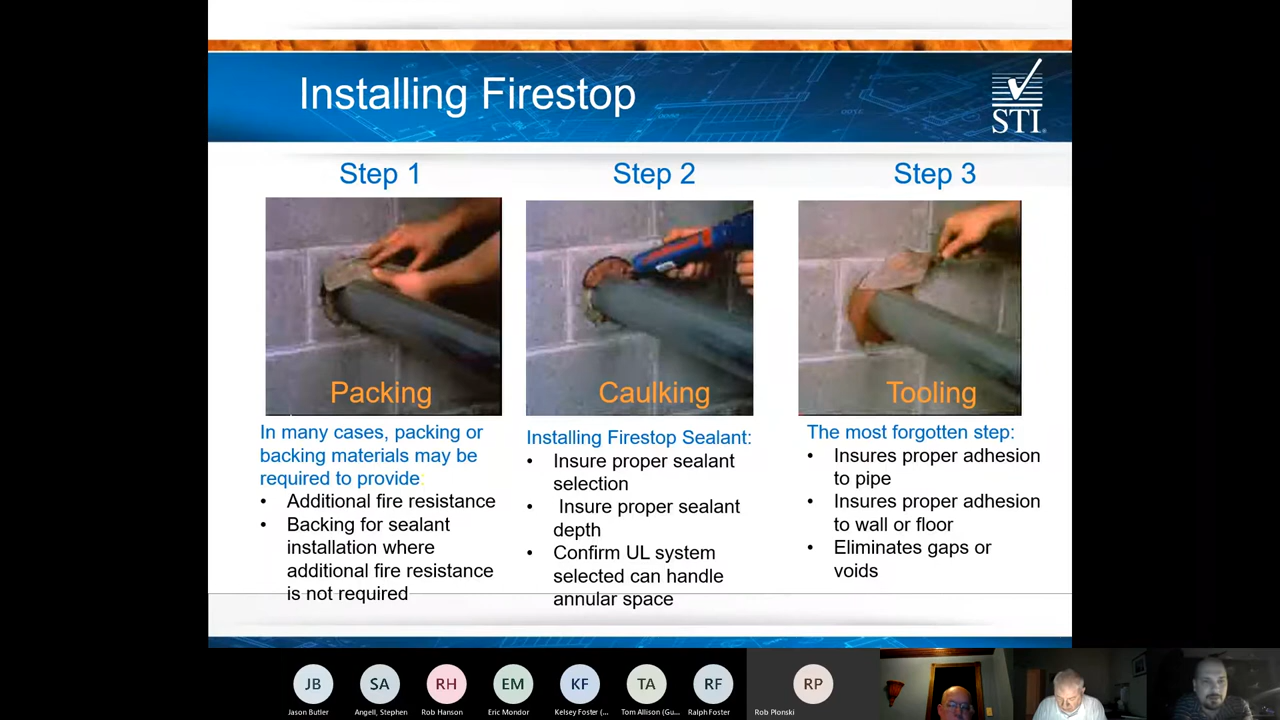 Installing Firestop
STI
Step 1
Step 2
Step 3
Packing
Caulking
Tooling
In many cases, packing or
backing materials may be
required to provide:
• Additional fire resistance
• Backing for sealant
installation where
additional fire resistance
is not required
Installing Firestop Sealant:
• Insure proper sealant
selection
• Insure proper sealant
depth
• Confirm UL system
selected can handle
annular space
The most forgotten step:
• Insures proper adhesion
to pipe
• Insures proper adhesion
to wall or floor
• Eliminates gaps or
voids
JB
SA
RH
EM
KF
TA
RF
RP
Jason Butler
Angell, Stephen
Rob Hanson
Eric Mondor
Kelsey Foster (...
Tom Allison (Gu...
Ralph Foster
Rob Plonski